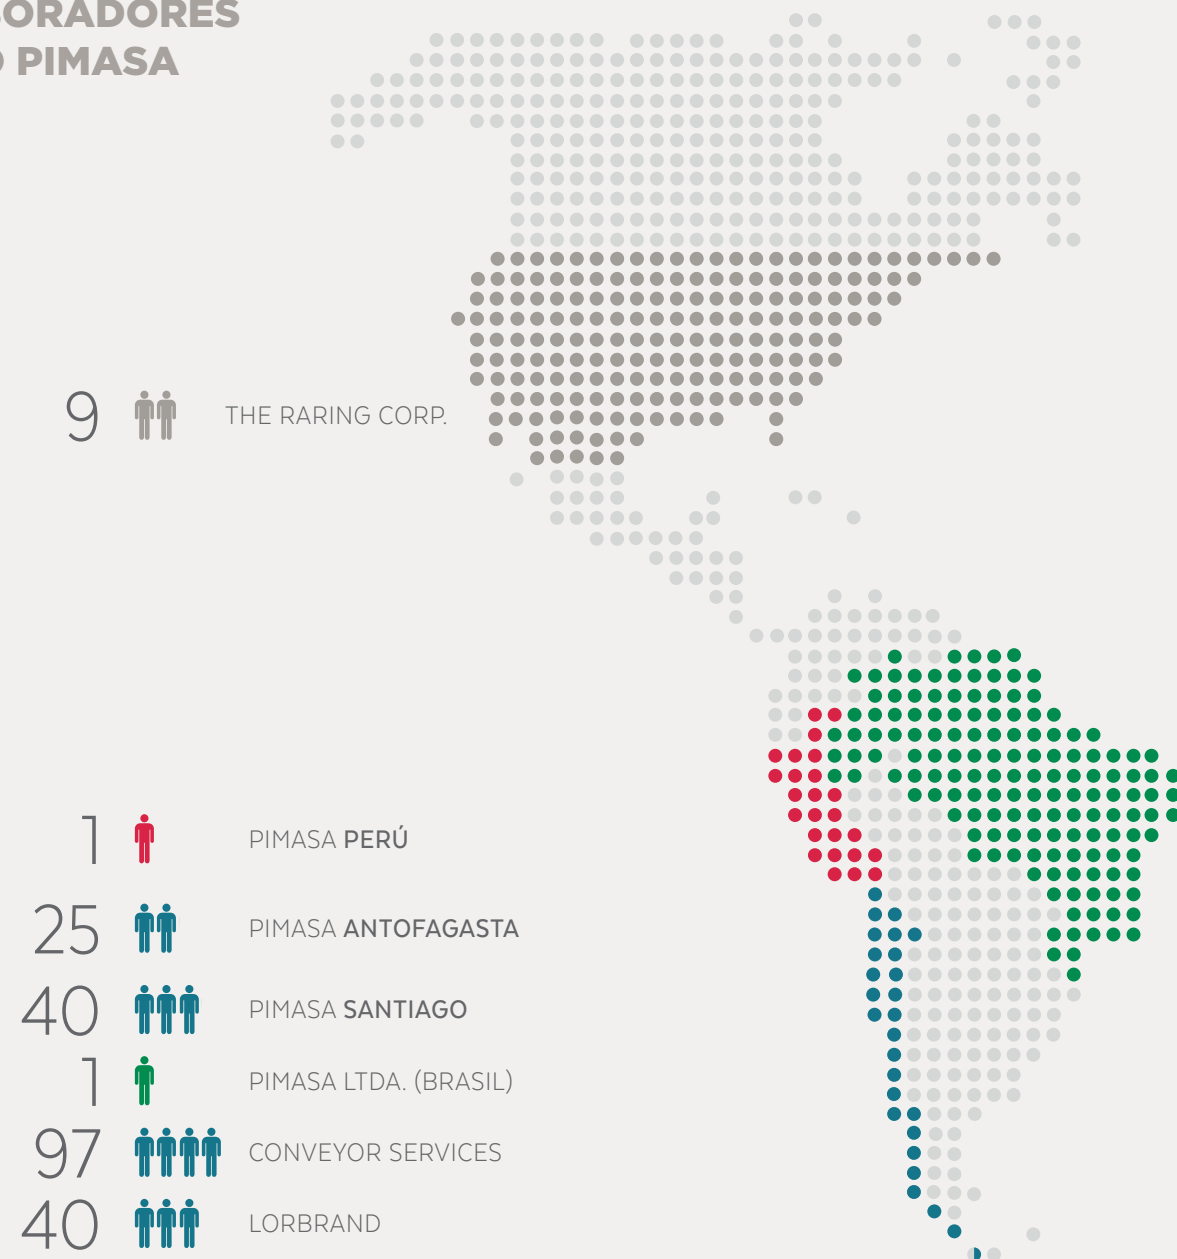 BORADORES
O PIMASA
9 THE RARING CORP.
1 PIMASA PERÚ
25 PIMASA ANTOFAGASTA
40 PIMASA SANTIAGO
1 PIMASA LTDA. (BRASIL)
97 CONVEYOR SERVICES
40 LORBRAND